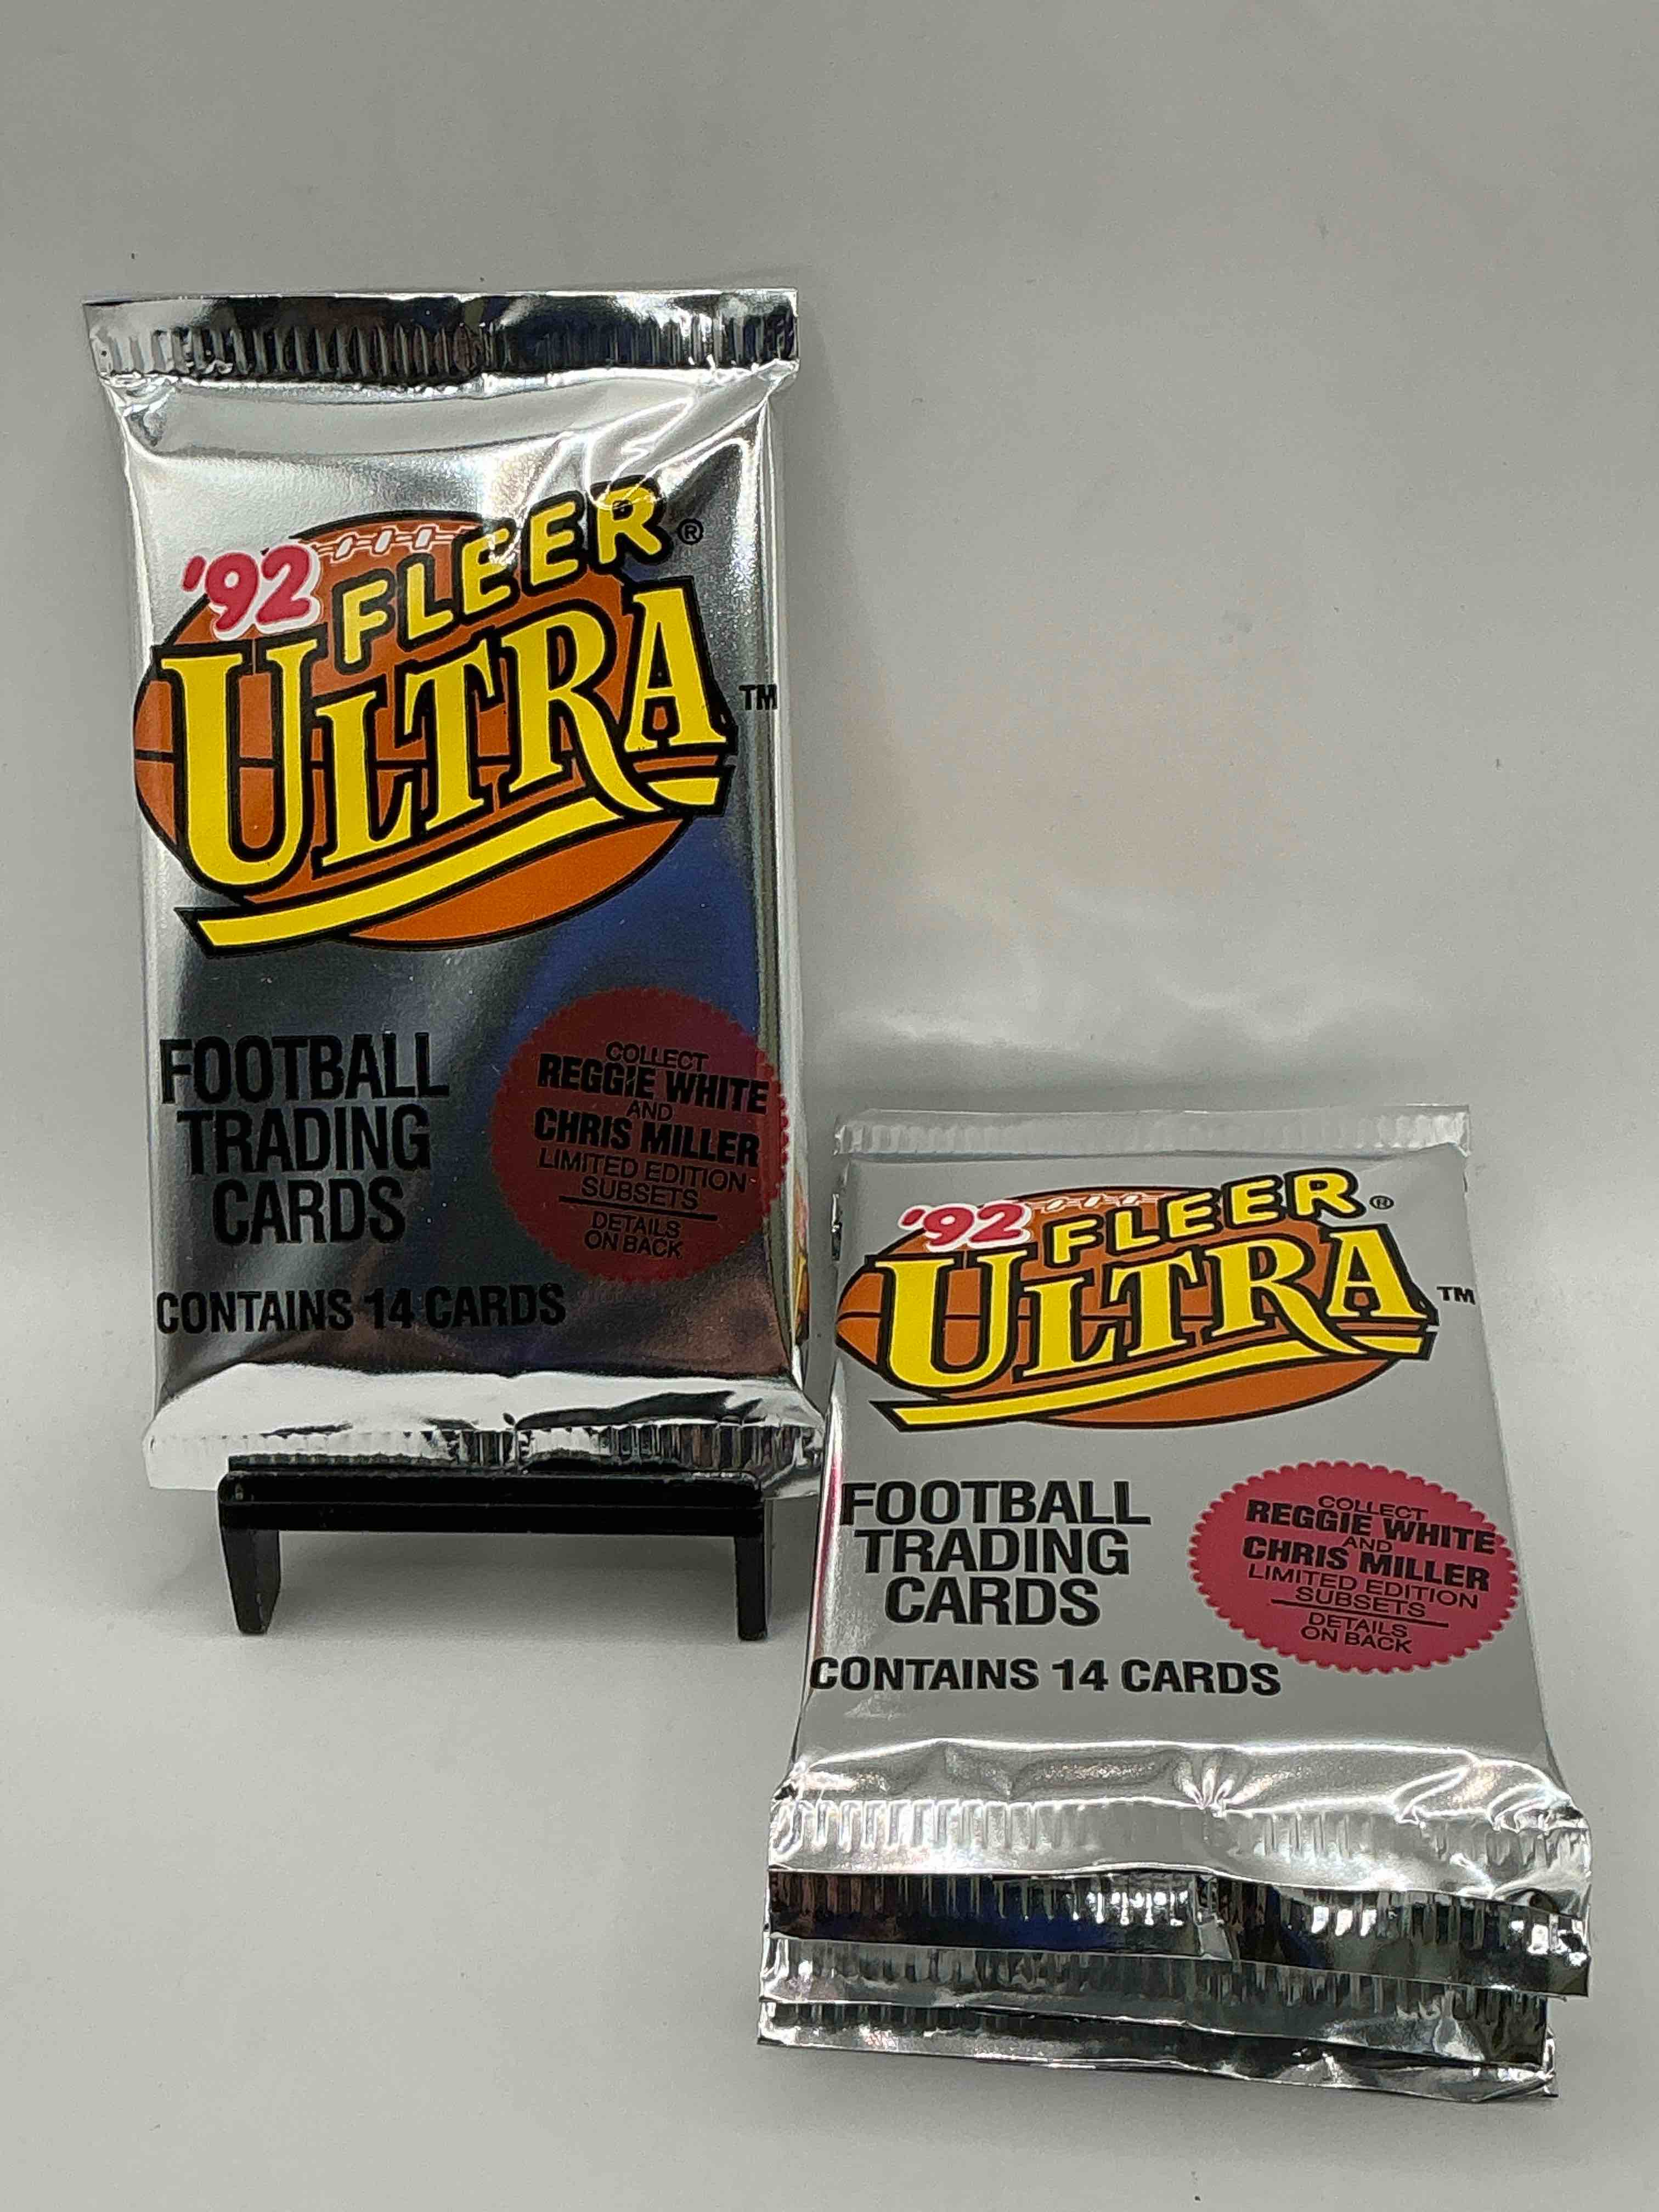 '92 FLEER®
ULTRA™
FOOTBALL
TRADING
CARDS
COLLECT
REGGIE WHITE
AND
CHRIS MILLER
LIMITED EDITION
SUBSETS
DETAILS
ON BACK
CONTAINS 14 CARDS
'92 FLEER®
ULTRA™
FOOTBALL
TRADING
CARDS
COLLECT
REGGIE WHITE
AND
CHRIS MILLER
LIMITED EDITION
SUBSETS
DETAILS
ON BACK
CONTAINS 14 CARDS